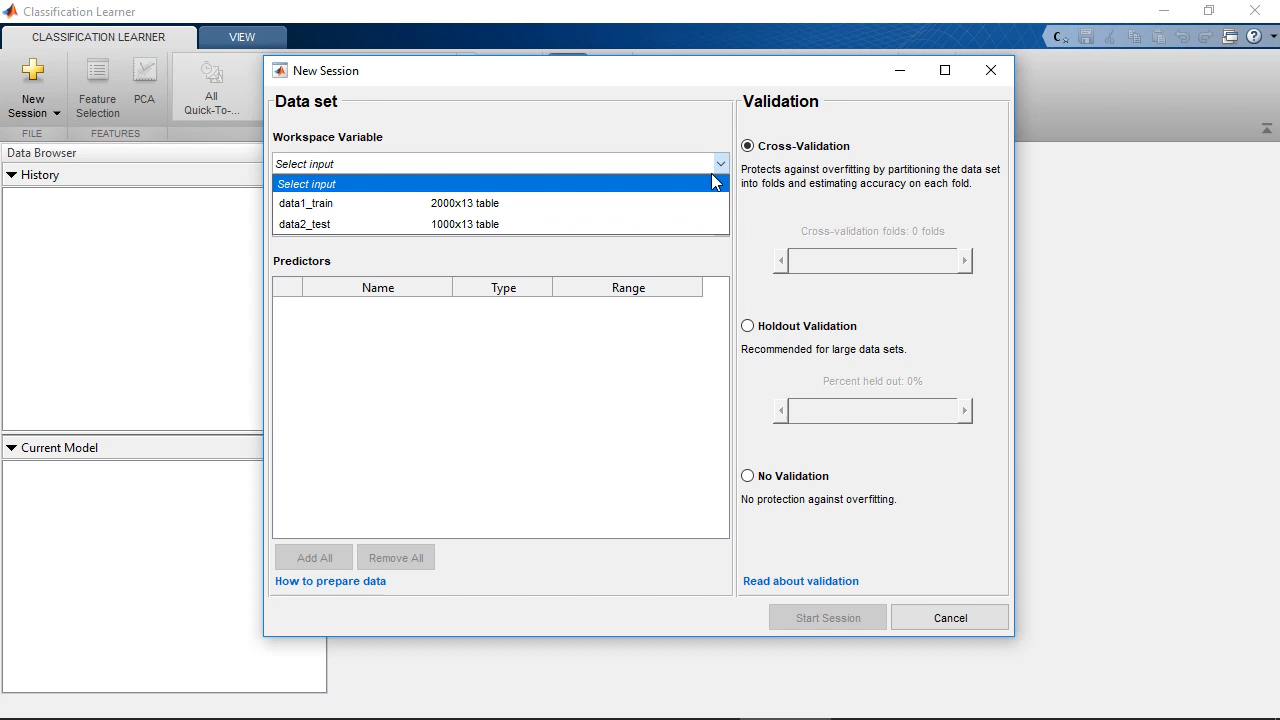 Classification Learner
CLASSIFICATION LEARNER
VIEW
New Session
FILE
Feature Selection
PCA
FEATURES
All Quick-To-...
Data Browser
History
Current Model
New Session
Data set
Workspace Variable
Select input
Select input
data1_train 2000x13 table
data2_test 1000x13 table
Predictors
Name Type Range
Add All Remove All
How to prepare data
Validation
Cross-Validation
Protects against overfitting by partitioning the data set
into folds and estimating accuracy on each fold.
Cross-validation folds: 0 folds
Holdout Validation
Recommended for large data sets.
Percent held out: 0%
No Validation
No protection against overfitting.
Read about validation
Start Session Cancel